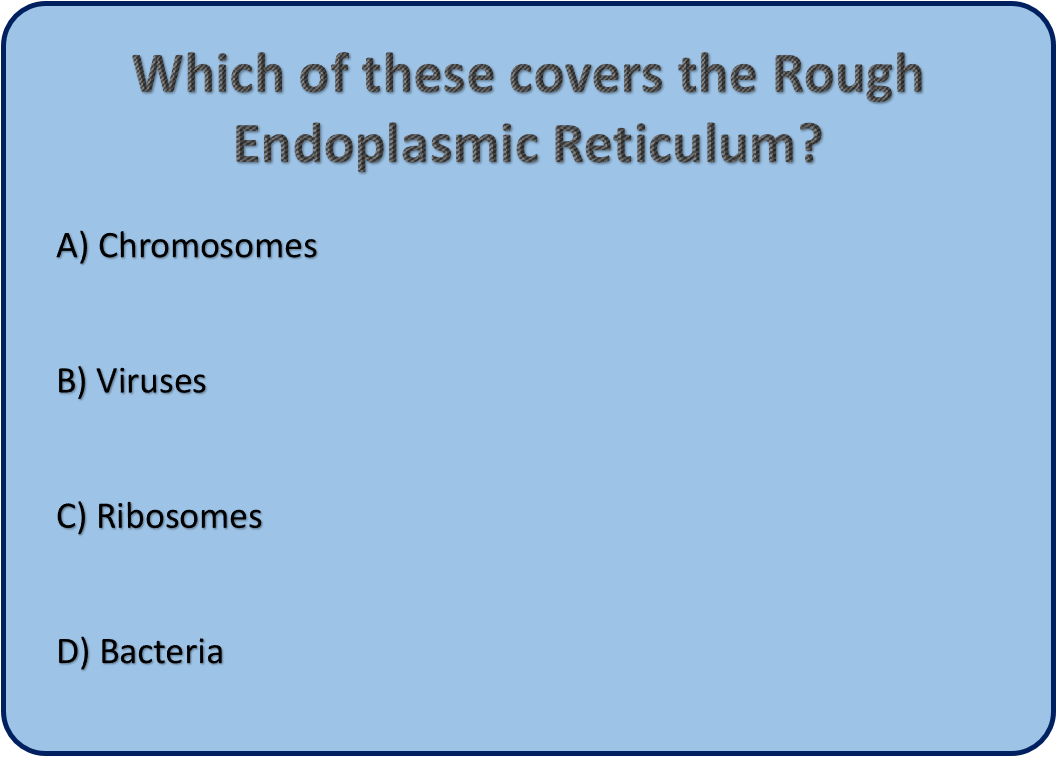 Which of these covers the Rough
Endoplasmic Reticulum?
A) Chromosomes
B) Viruses
C) Ribosomes
D) Bacteria